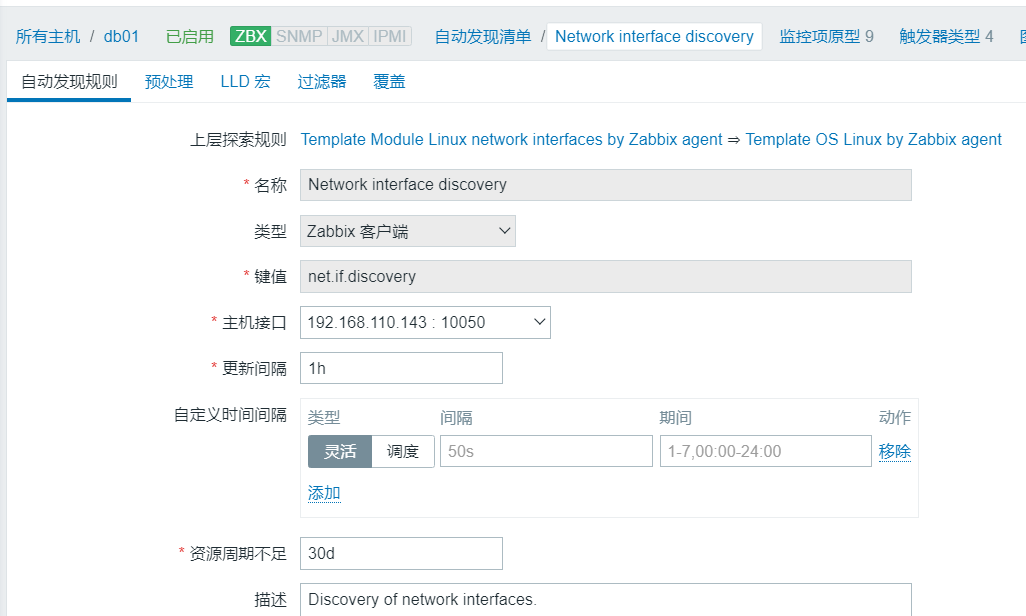 所有主机 / db01 已启用 ZBX SNMP JMX IPMI 自动发现清单 / Network interface discovery 监控项原型 9 触发器类型 4
自动发现规则 预处理 LLD 宏 过滤器 覆盖
上层探索规则 Template Module Linux network interfaces by Zabbix agent ⇒ Template OS Linux by Zabbix agent
* 名称 Network interface discovery
类型 Zabbix 客户端
* 键值 net.if.discovery
* 主机接口 192.168.110.143 : 10050
* 更新间隔 1h
自定义时间间隔 类型 间隔 期间 动作
灵活 调度 50s 1-7,00:00-24:00 移除
添加
* 资源周期不足 30d
描述 Discovery of network interfaces.